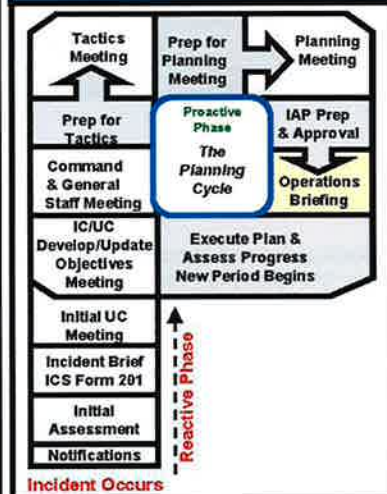 Tactics
Meeting
Prep for
Planning
Meeting
Planning
Meeting
Prep for
Tactics
Proactive
Phase
The
Planning
Cycle
IAP Prep
& Approval
Command
& General
Staff Meeting
Operations
Briefing
IC/UC
Develop/Update
Objectives
Meeting
Execute Plan &
Assess Progress
New Period Begins
Initial UC
Meeting
Incident Brief
ICS Form 201
Initial
Assessment
Notifications
Reactive Phase
Incident Occurs